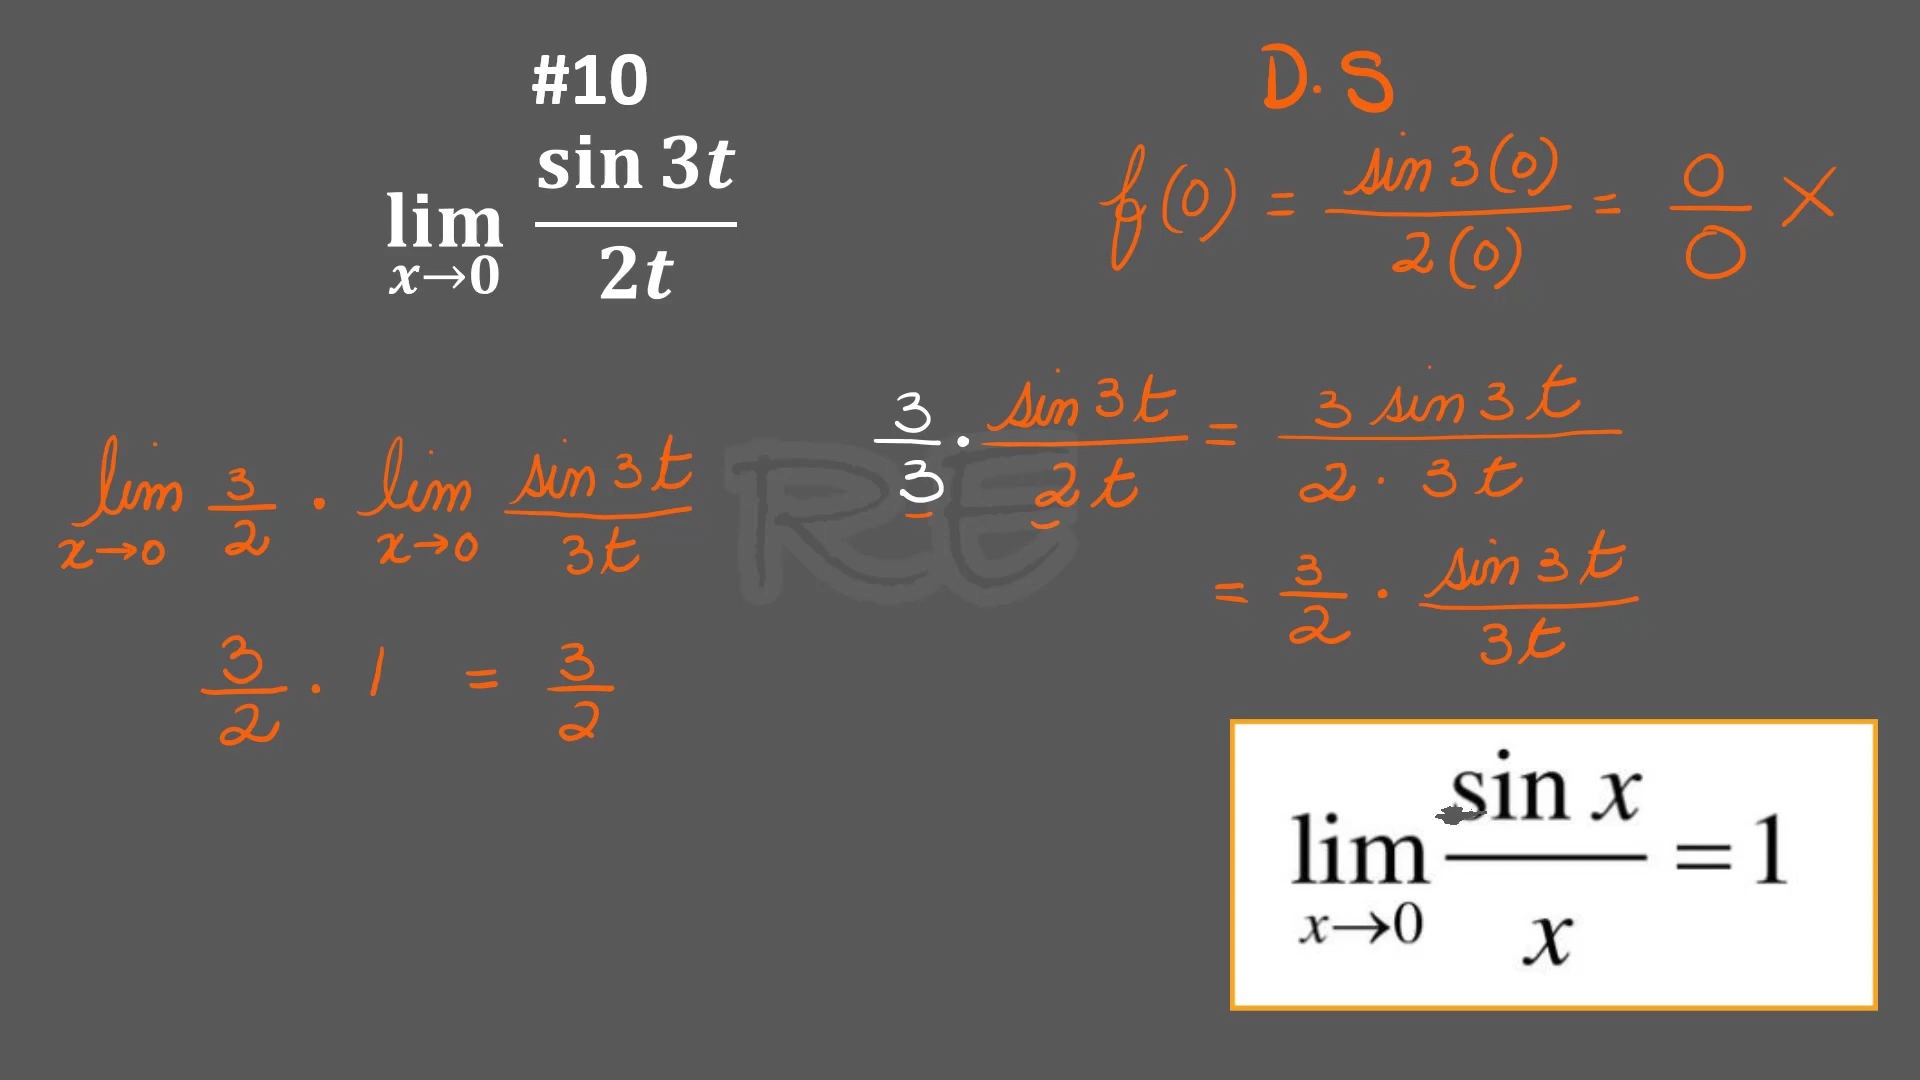 #10
lim x→0 sin 3t / 2t
D.S
f(0) = sin 3(0) / 2(0) = 0/0 ×
3/3 · sin 3t / 2t = 3 sin 3t / 2 · 3t
= 3/2 · sin 3t / 3t
lim x→0 3/2 · lim x→0 sin 3t / 3t
3/2 · 1 = 3/2
RE
lim x→0 sin x / x = 1